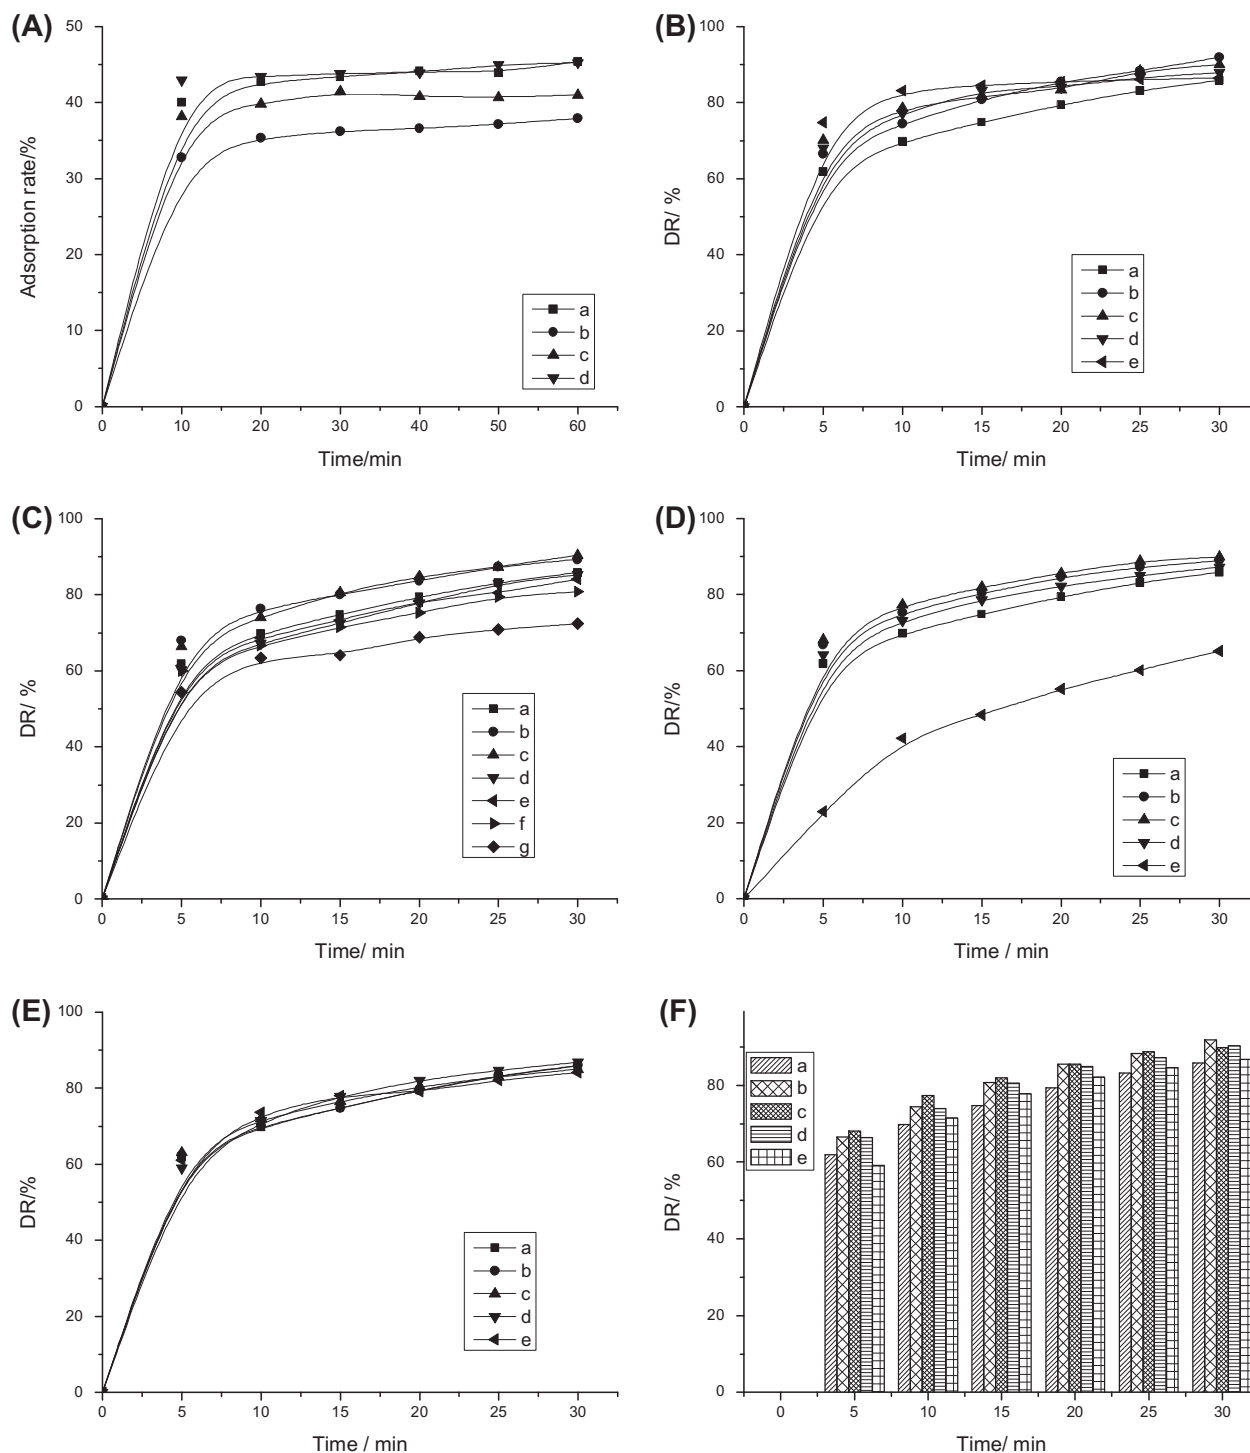 (A)
50
40
30
20
10
0
Adsorption rate/%
0 10 20 30 40 50 60
Time/min
a
b
c
d
(B)
100
80
60
40
20
0
DR/ %
0 5 10 15 20 25 30
Time/ min
a
b
c
d
e
(C)
100
80
60
40
20
0
DR/ %
0 5 10 15 20 25 30
Time/ min
a
b
c
d
e
f
g
(D)
100
80
60
40
20
0
DR/%
0 5 10 15 20 25 30
Time / min
a
b
c
d
e
(E)
100
80
60
40
20
0
DR/%
0 5 10 15 20 25 30
Time / min
a
b
c
d
e
(F)
80
60
40
20
0
DR/ %
0 5 10 15 20 25 30
Time/ min
a
b
c
d
e